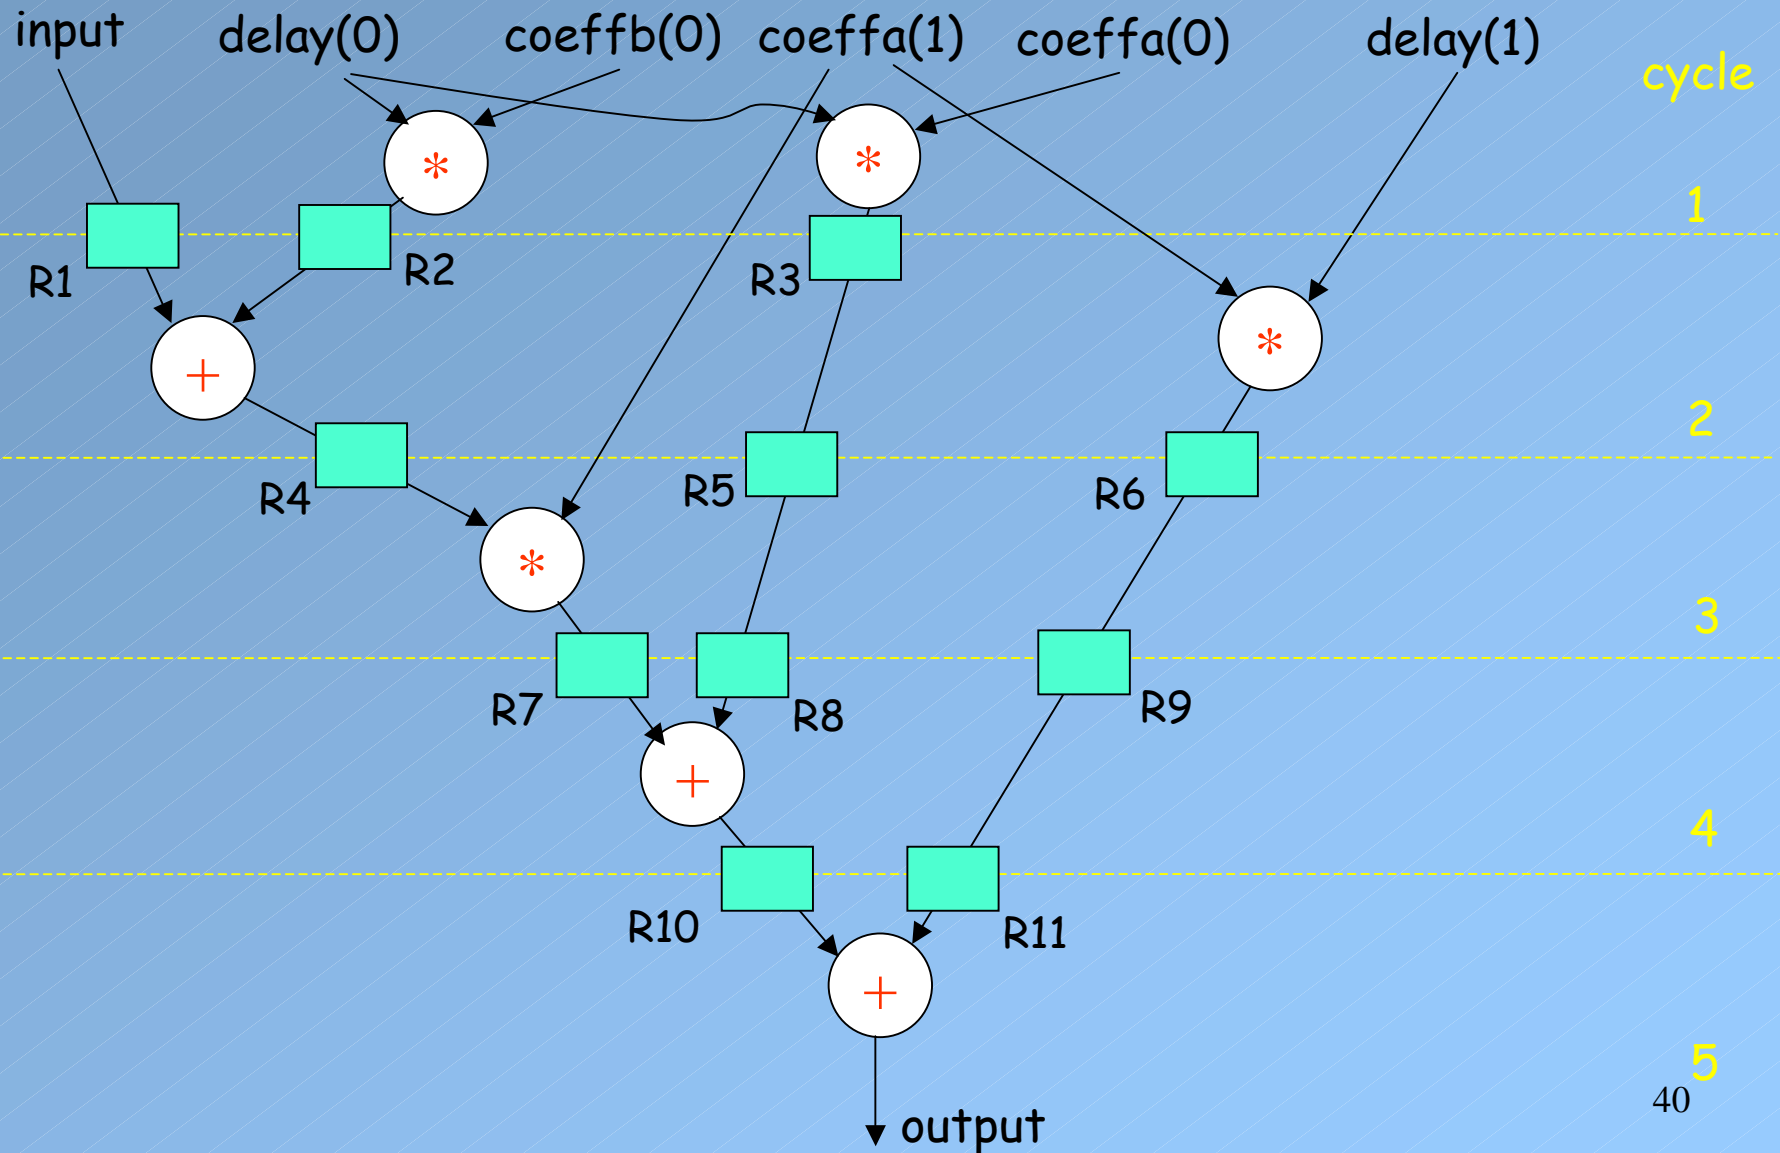 input delay(0) coeffb(0) coeffa(1) coeffa(0) delay(1)
cycle
* *
1
R1 R2 R3
*
+
2
R4 R5 R6
*
3
R7 R8 R9
+
4
R10 R11
+
5
40
output